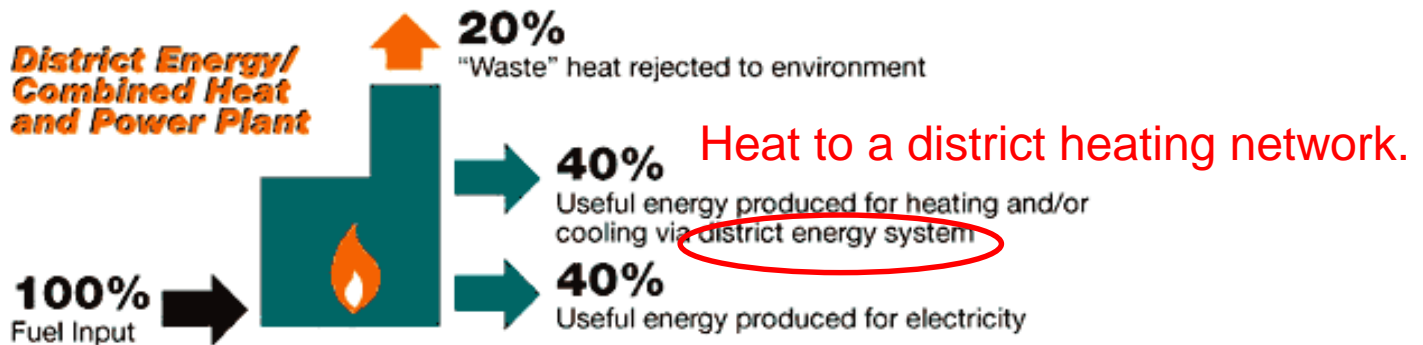 District Energy/
Combined Heat
and Power Plant
20%
"Waste" heat rejected to environment
Heat to a district heating network.
40%
Useful energy produced for heating and/or
cooling via district energy system
40%
Useful energy produced for electricity
100%
Fuel Input